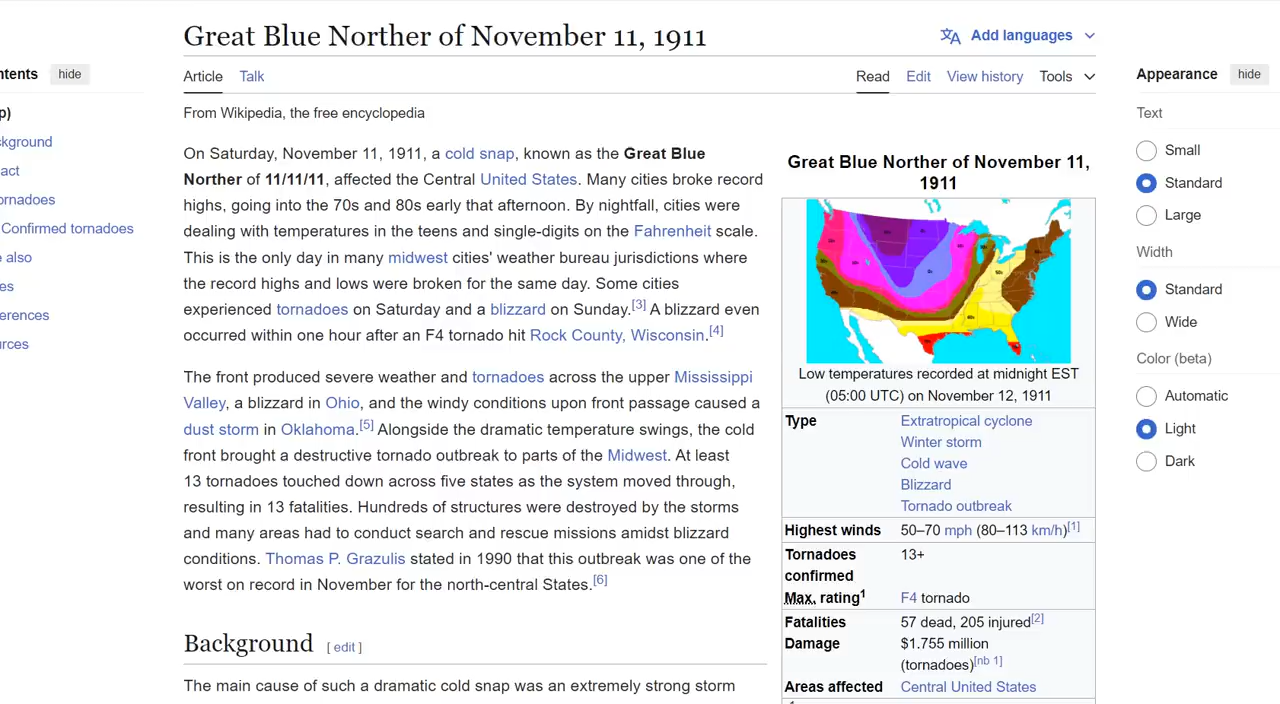 Great Blue Norther of November 11, 1911
Add languages
ntents hide
Article Talk
Read Edit View history Tools
Appearance hide
p)
ckground
act
ornadoes
Confirmed tornadoes
e also
es
erences
urces
From Wikipedia, the free encyclopedia
On Saturday, November 11, 1911, a cold snap, known as the Great Blue
Norther of 11/11/11, affected the Central United States. Many cities broke record
highs, going into the 70s and 80s early that afternoon. By nightfall, cities were
dealing with temperatures in the teens and single-digits on the Fahrenheit scale.
This is the only day in many midwest cities' weather bureau jurisdictions where
the record highs and lows were broken for the same day. Some cities
experienced tornadoes on Saturday and a blizzard on Sunday.[3] A blizzard even
occurred within one hour after an F4 tornado hit Rock County, Wisconsin.[4]
The front produced severe weather and tornadoes across the upper Mississippi
Valley, a blizzard in Ohio, and the windy conditions upon front passage caused a
dust storm in Oklahoma.[5] Alongside the dramatic temperature swings, the cold
front brought a destructive tornado outbreak to parts of the Midwest. At least
13 tornadoes touched down across five states as the system moved through,
resulting in 13 fatalities. Hundreds of structures were destroyed by the storms
and many areas had to conduct search and rescue missions amidst blizzard
conditions. Thomas P. Grazulis stated in 1990 that this outbreak was one of the
worst on record in November for the north-central States.[6]
Background [ edit ]
The main cause of such a dramatic cold snap was an extremely strong storm
Great Blue Norther of November 11,
1911
Low temperatures recorded at midnight EST
(05:00 UTC) on November 12, 1911
Type Extratropical cyclone
Winter storm
Cold wave
Blizzard
Tornado outbreak
Highest winds 50–70 mph (80–113 km/h)[1]
Tornadoes 13+
confirmed
Max. rating1 F4 tornado
Fatalities 57 dead, 205 injured[2]
Damage $1.755 million
(tornadoes)[nb 1]
Areas affected Central United States
Text
Small
Standard
Large
Width
Standard
Wide
Color (beta)
Automatic
Light
Dark